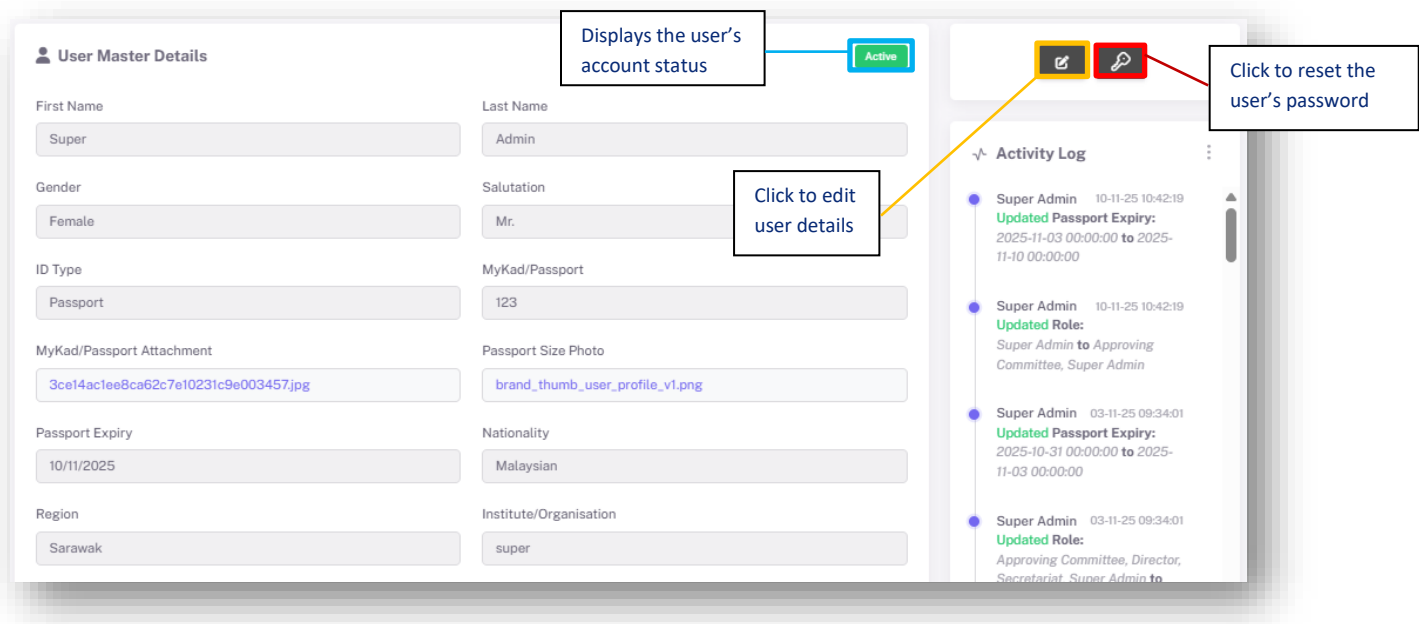 User Master Details
Displays the user's
account status
Active
Click to reset the
user's password
First Name
Last Name
Super
Admin
Gender
Salutation
Female
Mr.
Click to edit
user details
ID Type
MyKad/Passport
Passport
123
MyKad/Passport Attachment
Passport Size Photo
3ce14ac1ee8ca62c7e10231c9e003457.jpg
brand_thumb_user_profile_v1.png
Passport Expiry
Nationality
10/11/2025
Malaysian
Region
Institute/Organisation
Sarawak
super
Activity Log
Super Admin 10-11-25 10:42:19
Updated Passport Expiry:
2025-11-03 00:00:00 to 2025-
11-10 00:00:00
Super Admin 10-11-25 10:42:19
Updated Role:
Super Admin to Approving
Committee, Super Admin
Super Admin 03-11-25 09:34:01
Updated Passport Expiry:
2025-10-31 00:00:00 to 2025-
11-03 00:00:00
Super Admin 03-11-25 09:34:01
Updated Role:
Approving Committee, Director,
Secretariat, Super Admin to